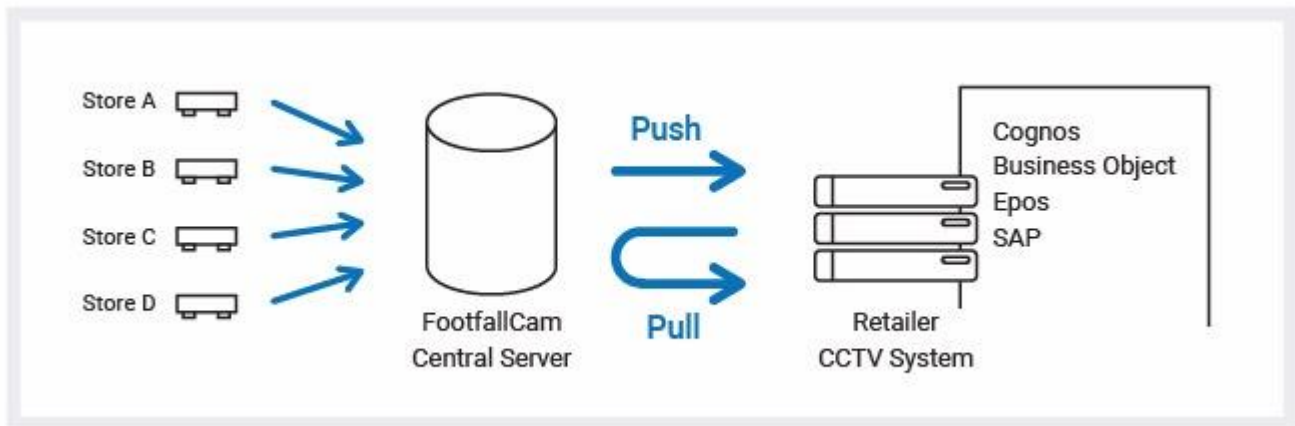 Store A
Store B
Store C
Store D
FootfallCam
Central Server
Push
Pull
Retailer
CCTV System
Cognos
Business Object
Epos
SAP